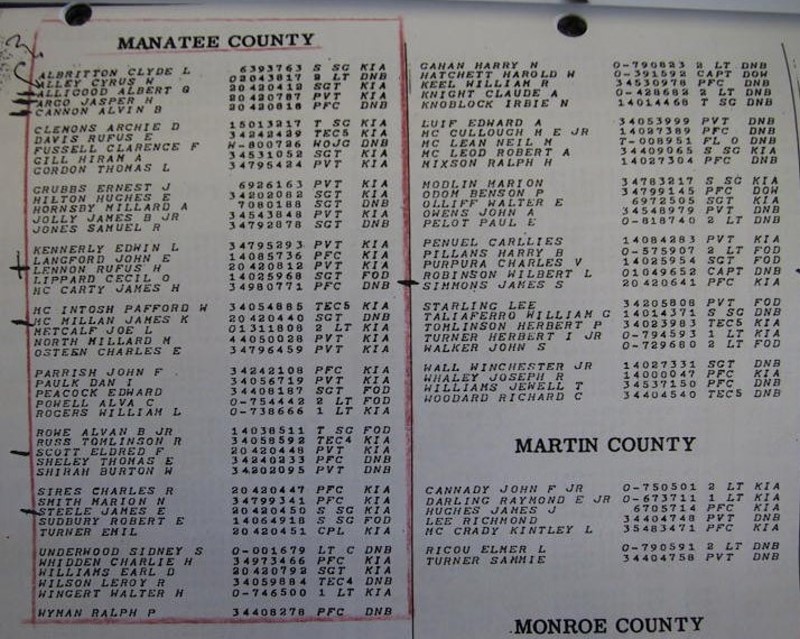 MANATEE COUNTY
ALBRITTON CLYDE L 6393763 S SG KIA
ALLEY CYRUS W 02043817 2 LT DNB
ALLIGOOD ALBERT Q 20420412 SGT KIA
ARGO JASPER H 20420787 PVT KIA
CANNON ALVIN B 20420818 PFC DNB
CLEMONS ARCHIE D 15013217 T SG KIA
DAVIS RUFUS E 34242429 TEC5 KIA
FUSSELL CLARENCE F W-800726 WOJG DNB
GILL HIRAM A 34531052 SGT KIA
GORDON THOMAS L 34795424 PVT KIA
GRUBBS ERNEST J 6926163 PVT KIA
HILTON HUGHES E 34202082 SGT KIA
HORNSBY MILLARD A 7080188 SGT DNB
JOLLY JAMES B JR 34543848 PVT KIA
JONES SAMUEL R 34792878 SGT DNB
KENNERLY EDWIN L 34795293 PVT KIA
LANGFORD JOHN E 14085736 PFC KIA
LENNON RUFUS H 20420812 PVT KIA
LIPPARD CECIL O 14025968 SGT FOD
MC CARTY JAMES H 34980771 PFC DNB
MC INTOSH PAFFORD W 34054885 TEC5 KIA
MC MILLAN JAMES K 20420440 SGT DNB
METCALF JOE L 01311808 2 LT KIA
NORTH MILLARD M 44050028 PVT KIA
OSTEEN CHARLES E 34796459 PVT KIA
PARRISH JOHN F 34242108 PFC KIA
PAULK DAN I 34056719 PVT KIA
PEACOCK EDWARD 34408187 SGT FOD
POWELL ALVA C O-754442 2 LT FOD
ROGERS WILLIAM L O-738666 1 LT KIA
ROWE ALVAN B JR 14038511 T SG FOD
RUSS TOMLINSON R 34058592 TEC4 KIA
SCOTT ELDRED F 20420448 PVT KIA
SHELEY THOMAS E 34240233 PFC DNB
SHIRAH BURTON W 34202095 PVT DNB
SIRES CHARLES R 20420447 PFC KIA
SMITH MARION N 34799341 PFC KIA
STEELE JAMES E 20420450 S SG KIA
SUDBURY ROBERT E 14064918 S SG FOD
TURNER EMIL 20420451 CPL KIA
UNDERWOOD SIDNEY S O-001679 LT C DNB
WHIDDEN CHARLIE H 34973466 PFC KIA
WILLIAMS EARL D 20420792 SGT KIA
WILSON LEROY R 34059884 TEC4 DNB
WINGERT WALTER H O-746500 1 LT KIA
WYMAN RALPH P 34408278 PFC DNB
GAHAN HARRY N O-790823 2 LT DNB
HATCHETT HAROLD W O-391592 CAPT DOW
KEEL WILLIAM R 34530978 PFC DNB
KNIGHT CLAUDE A O-428682 2 LT DNB
KNOBLOCK IRBIE N 14014468 T SG DNB
LUIF EDWARD A 34053999 PVT DNB
MC CULLOUGH M E JR 14027389 PFC DNB
MC LEAN NEIL M T-008951 FL O DNB
MC LEOD ROBERT A 34409065 S SG KIA
MIXSON RALPH H 14027304 PFC DNB
MODLIN MARION 34783217 S SG KIA
ODOM BENSON P 34799145 PFC DOW
OLLIFF WALTER E 6972505 SGT KIA
OWENS JOHN A 34548979 PVT DNB
PELOT PAUL E O-818740 2 LT DNB
PENUEL CARLLIES 14084283 PVT KIA
PILLANS HARRY B O-575907 2 LT FOD
PURPURA CHARLES V 14025954 SGT FOD
ROBINSON WILBERT L 01049652 CAPT DNB
SIMMONS JAMES S 20420641 PFC KIA
STARLING LEE 34205808 PVT FOD
TALIAFERRO WILLIAM C 14014371 S SG DNB
TOMLINSON HERBERT P 34023983 TEC5 KIA
TURNER HERBERT I JR O-794593 1 LT KIA
WALKER JOHN S O-729680 2 LT FOD
WALL WINCHESTER JR 14027331 SGT DNB
WHALEY JOSEPH R 14000047 PFC KIA
WILLIAMS JEWELL T 34537150 PFC DNB
WOODARD RICHARD C 34404540 TEC5 DNB
MARTIN COUNTY
CANNADY JOHN F JR O-750501 2 LT KIA
DARLING RAYMOND E JR O-673711 1 LT KIA
HUGHES JAMES J 6705714 PFC KIA
LEE RICHMOND 34404748 PVT DNB
MC CRADY KINTLEY L 35483471 PFC KIA
RICOU ELMER L O-790591 2 LT DNB
TURNER SAMMIE 34404758 PVT DNB
MONROE COUNTY